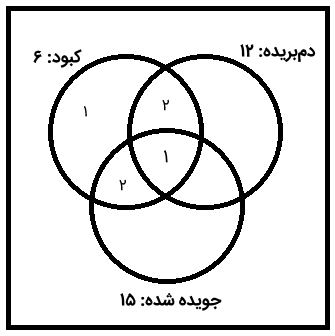 دم‌بریده: ۱۲
کبود: ۶
۱
۲
۱
۲
جویده شده: ۱۵